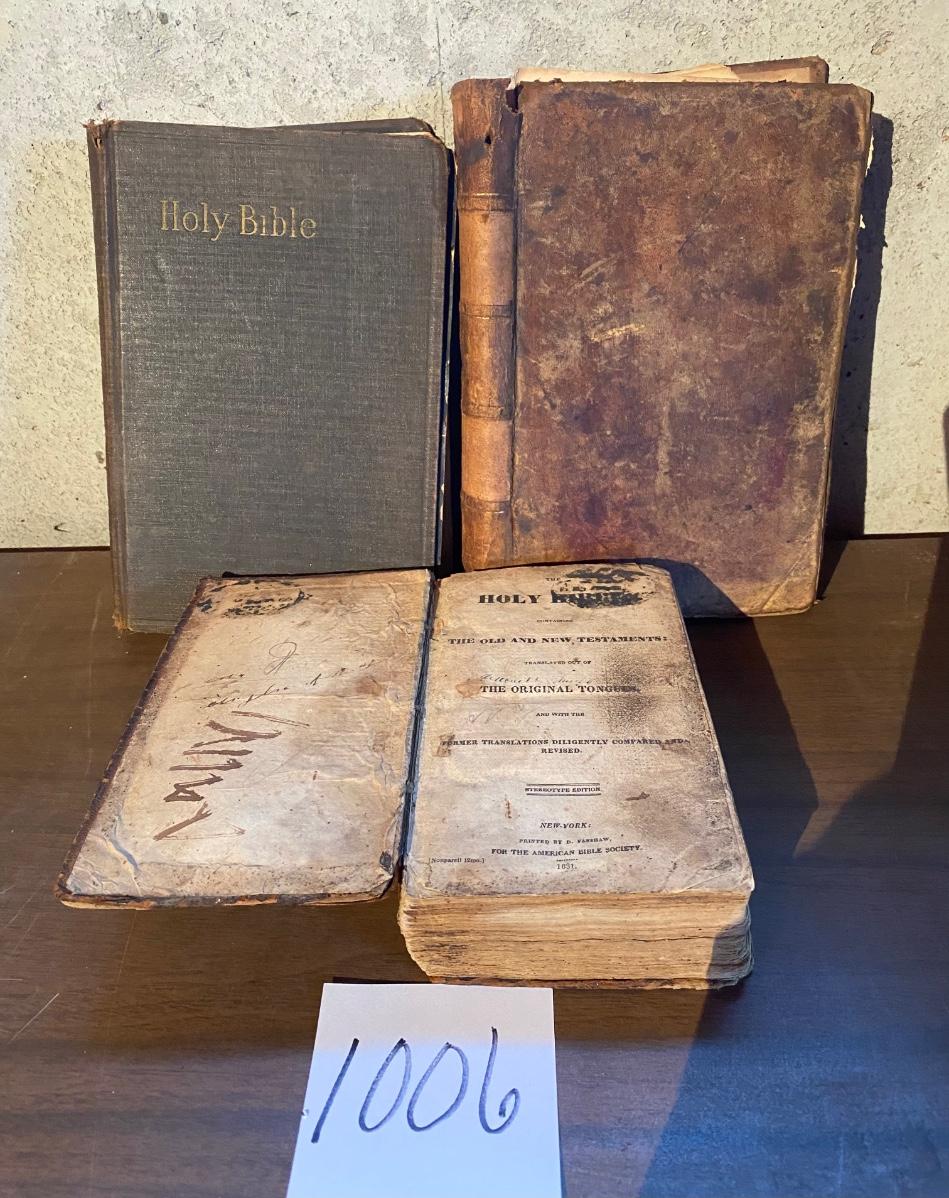 Holy Bible
THE
HOLY BIBLE
CONTAINING
THE OLD AND NEW TESTAMENTS:
TRANSLATED OUT OF
THE ORIGINAL TONGUES,
AND WITH THE
FORMER TRANSLATIONS DILIGENTLY COMPARED AND
REVISED.
STEREOTYPE EDITION.
NEW-YORK:
PRINTED BY D. FANSHAW,
FOR THE AMERICAN BIBLE SOCIETY.
[Nonpareil 12mo.]
1831.
1006